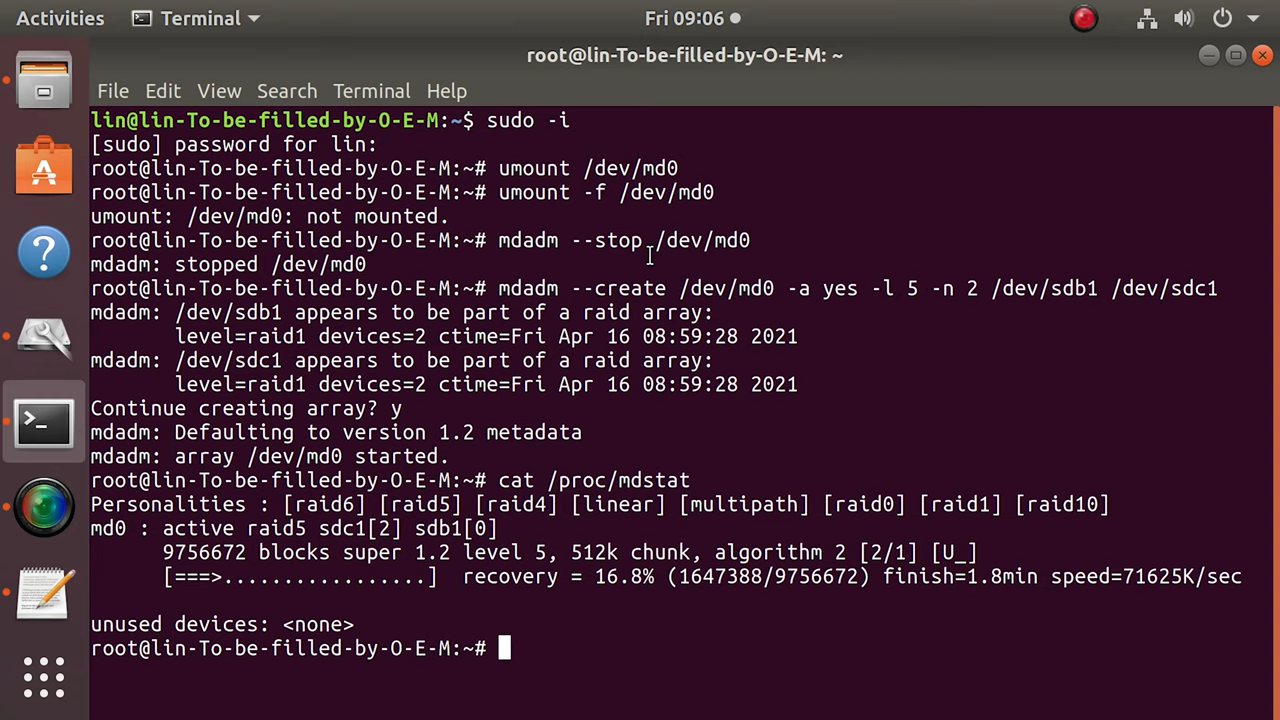 Activities Terminal Fri 09:06
root@lin-To-be-filled-by-O-E-M: ~
File Edit View Search Terminal Help
lin@lin-To-be-filled-by-O-E-M:~$ sudo -i
[sudo] password for lin:
root@lin-To-be-filled-by-O-E-M:~# umount /dev/md0
root@lin-To-be-filled-by-O-E-M:~# umount -f /dev/md0
umount: /dev/md0: not mounted.
root@lin-To-be-filled-by-O-E-M:~# mdadm --stop /dev/md0
mdadm: stopped /dev/md0
root@lin-To-be-filled-by-O-E-M:~# mdadm --create /dev/md0 -a yes -l 5 -n 2 /dev/sdb1 /dev/sdc1
mdadm: /dev/sdb1 appears to be part of a raid array:
       level=raid1 devices=2 ctime=Fri Apr 16 08:59:28 2021
mdadm: /dev/sdc1 appears to be part of a raid array:
       level=raid1 devices=2 ctime=Fri Apr 16 08:59:28 2021
Continue creating array? y
mdadm: Defaulting to version 1.2 metadata
mdadm: array /dev/md0 started.
root@lin-To-be-filled-by-O-E-M:~# cat /proc/mdstat
Personalities : [raid6] [raid5] [raid4] [linear] [multipath] [raid0] [raid1] [raid10]
md0 : active raid5 sdc1[2] sdb1[0]
      9756672 blocks super 1.2 level 5, 512k chunk, algorithm 2 [2/1] [U_]
      [===>.................]  recovery = 16.8% (1647388/9756672) finish=1.8min speed=71625K/sec
unused devices: <none>
root@lin-To-be-filled-by-O-E-M:~#